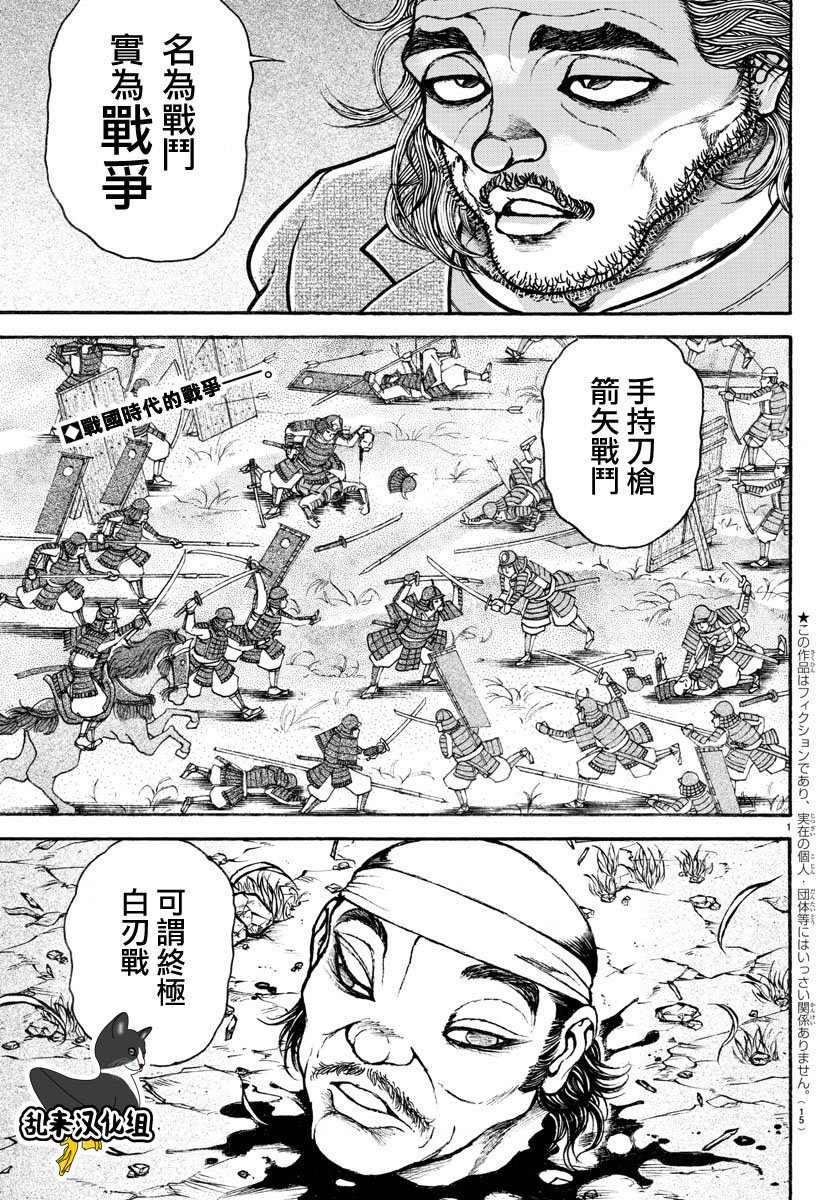 名為戰鬥
實為戰爭
◆戰國時代的戰爭——。
手持刀槍
箭矢戰鬥
可謂終極
白刃戰
乱来汉化组
★この作品はフィクションであり、実在の個人・団体等にはいっさい関係ありません。(15)
1